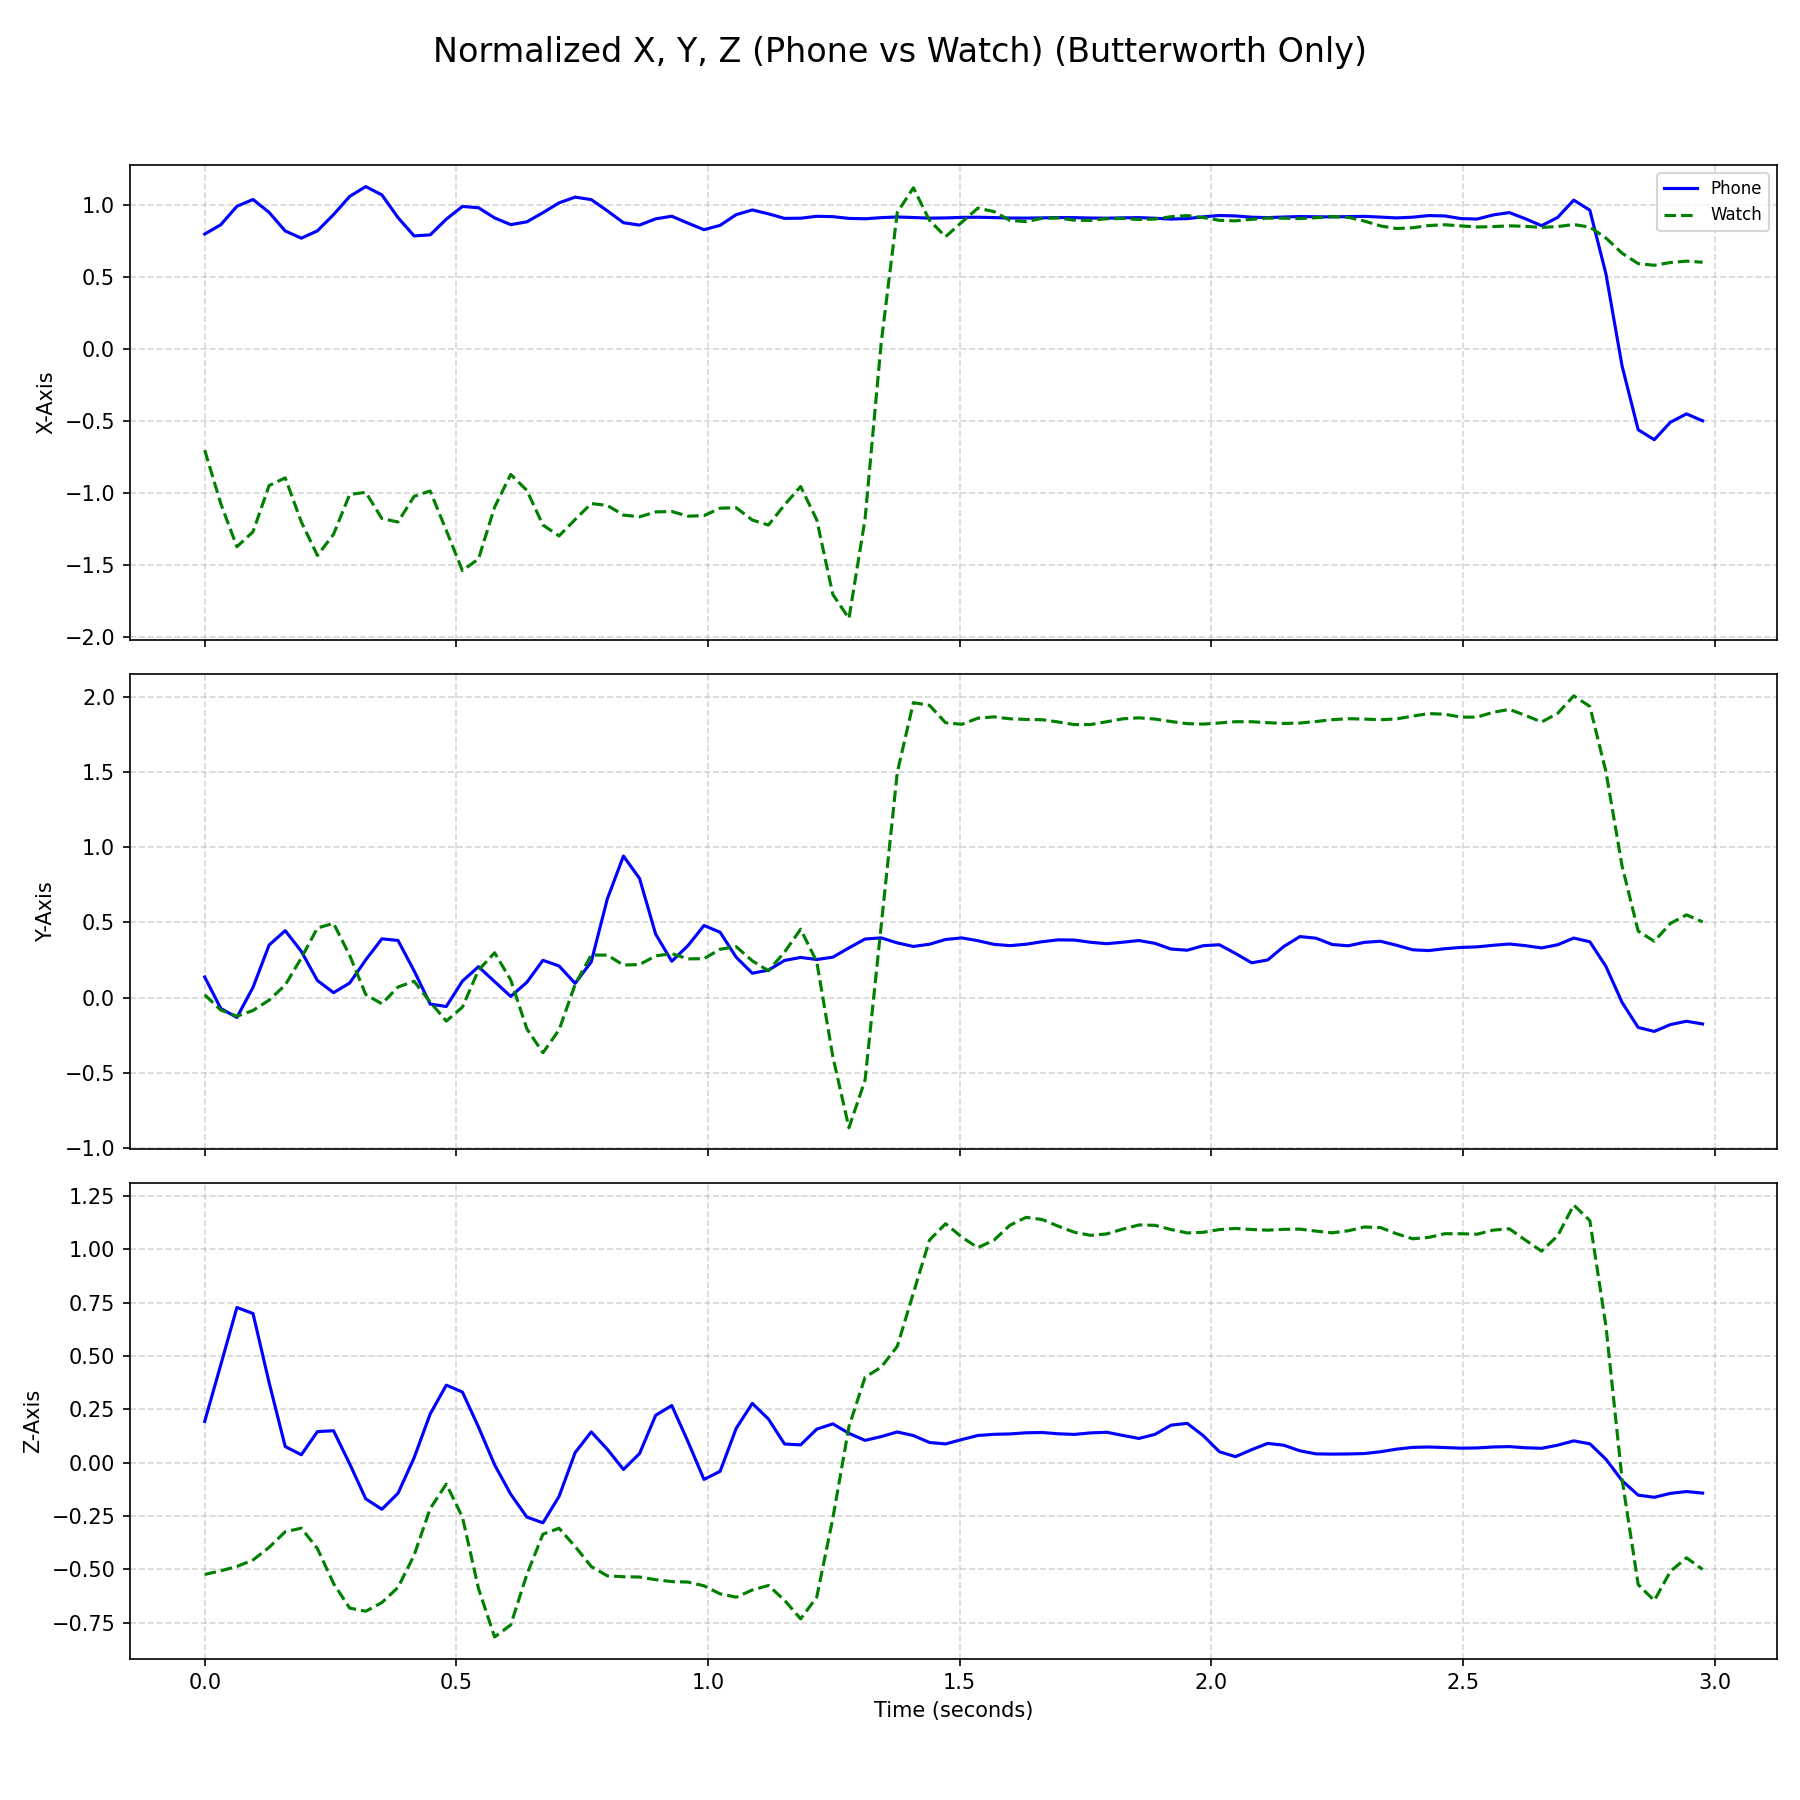 Normalized X, Y, Z (Phone vs Watch) (Butterworth Only)
Phone
Watch
1.0
0.5
0.0
−0.5
−1.0
−1.5
−2.0
X-Axis
2.0
1.5
1.0
0.5
0.0
−0.5
−1.0
Y-Axis
1.25
1.00
0.75
0.50
0.25
0.00
−0.25
−0.50
−0.75
Z-Axis
0.0 0.5 1.0 1.5 2.0 2.5 3.0
Time (seconds)